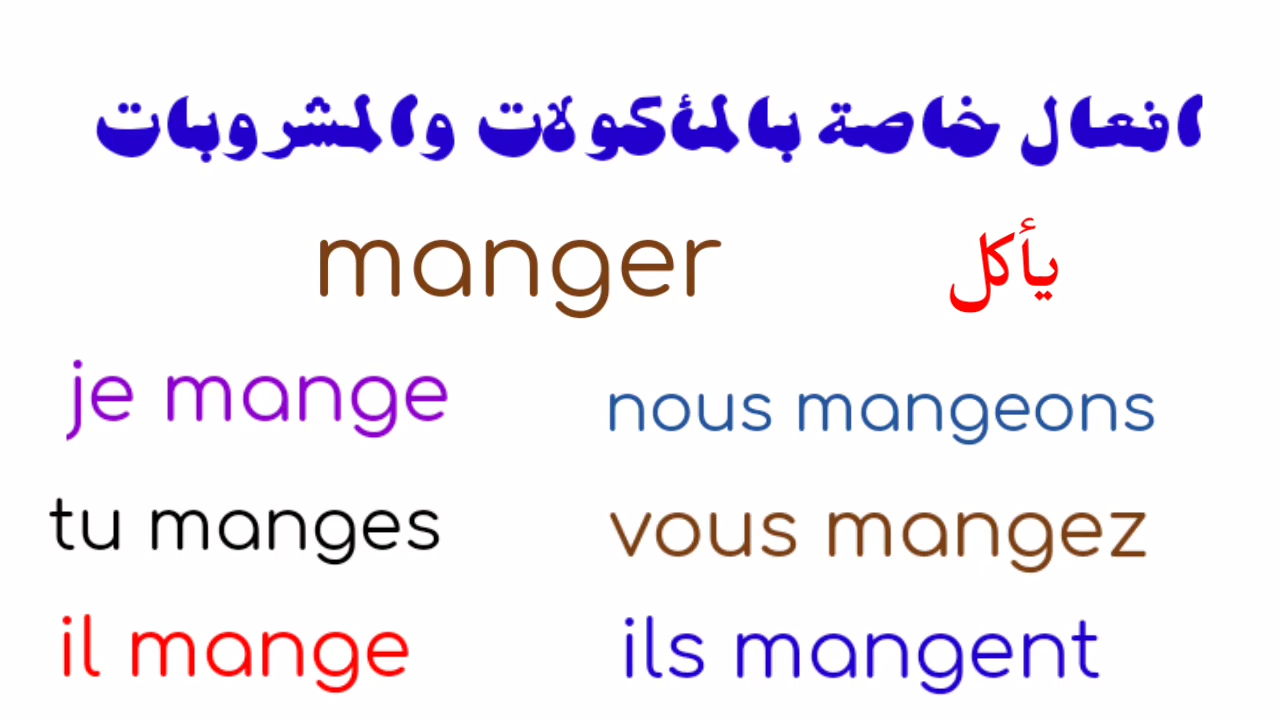 افعال خاصة بالمأكولات والمشروبات
manger يأكل
je mange
nous mangeons
tu manges
vous mangez
il mange
ils mangent